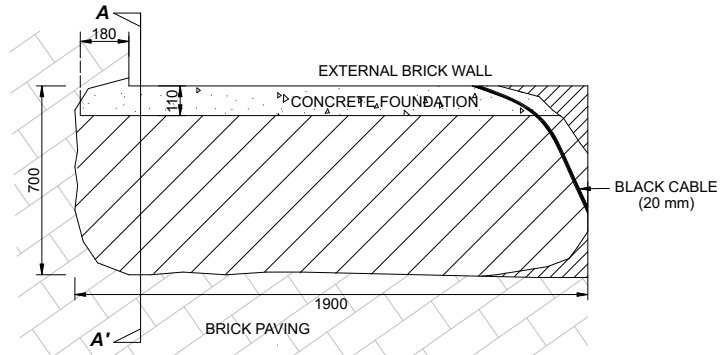 A
180
EXTERNAL BRICK WALL
110
CONCRETE FOUNDATION
700
BLACK CABLE
(20 mm)
1900
A'
BRICK PAVING